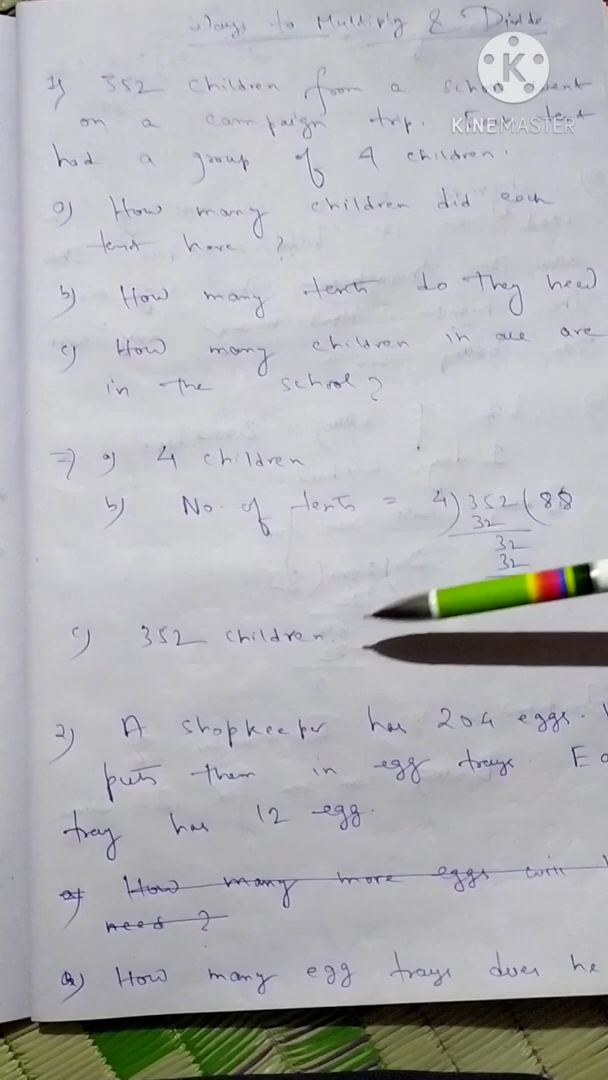 Ways to Multiply & Divide
K
KINEMASTER
1) 352 children from a school went
on a campaign trip. tent
had a group of 4 children.
a) How many children did each
tent have?
b) How many tents do they need
c) How many children in all are
in the school?
=) a) 4 children
b) No. of tents = 4) 352 ( 88
32
32
32
c) 352 children
2) A shopkeeper has 204 eggs.
puts them in egg trays. Ea
tray has 12 egg.
a) How many more eggs will
need?
a) How many egg trays does he